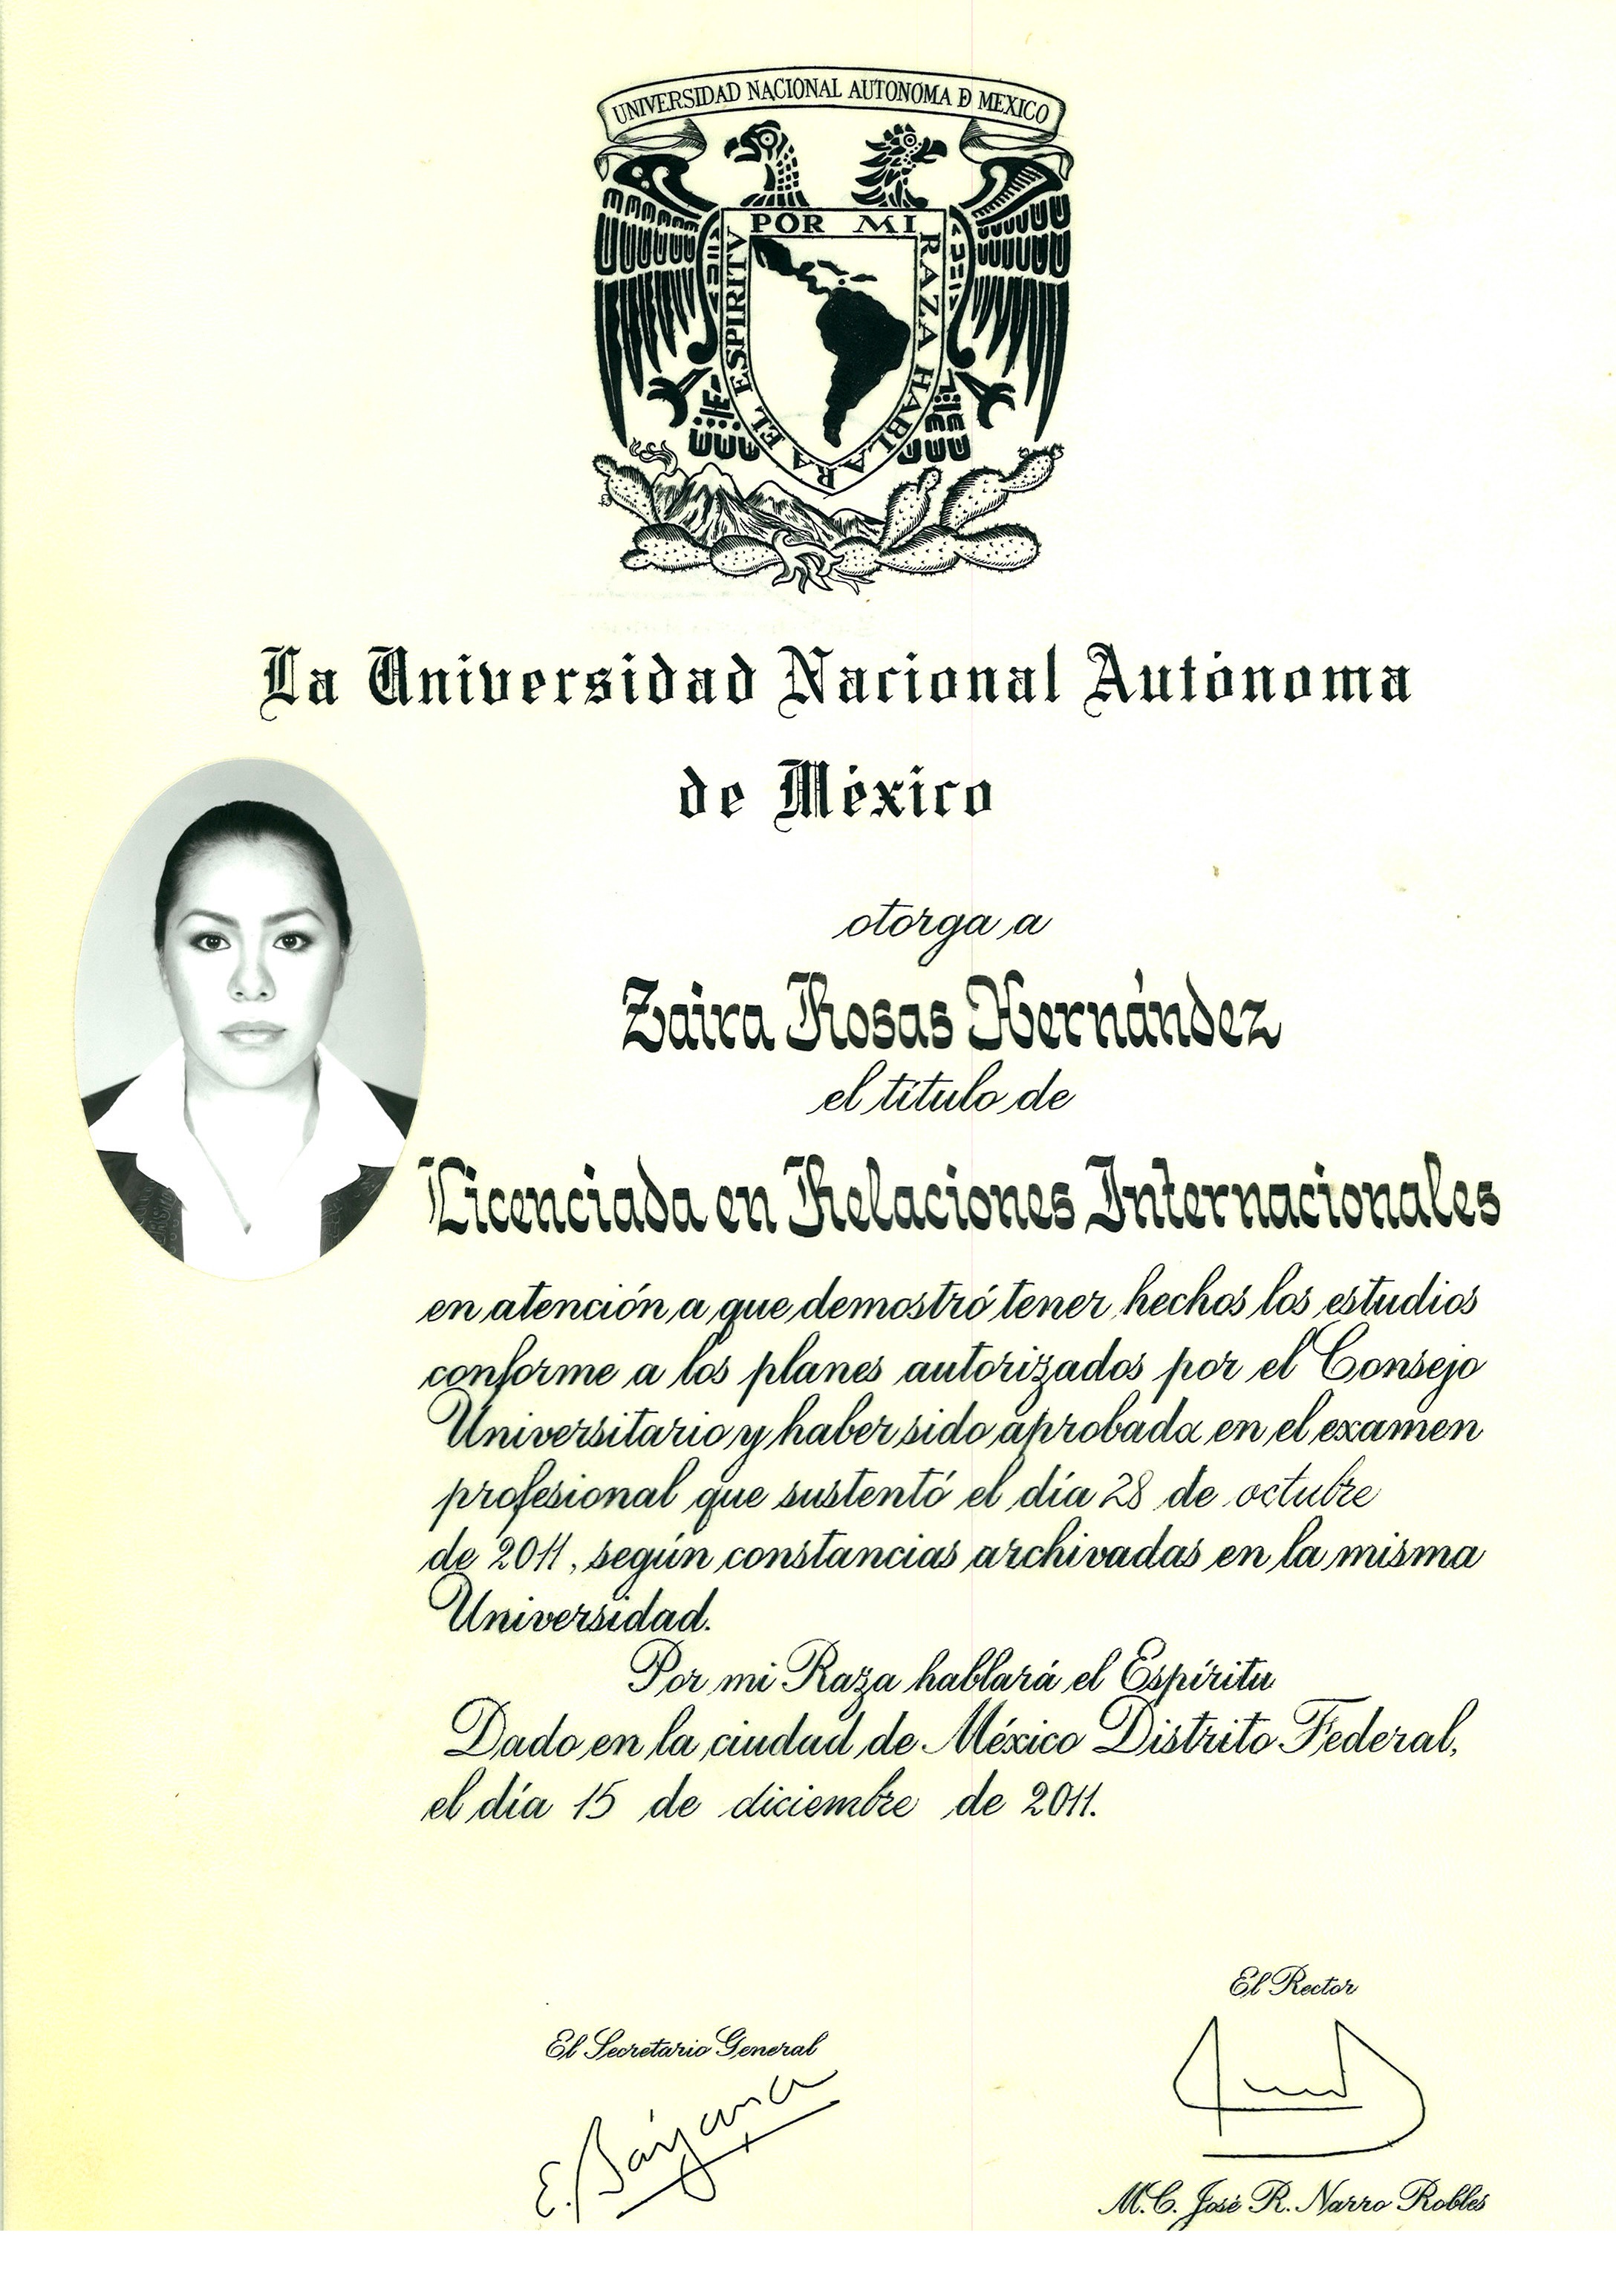 UNIVERSIDAD NACIONAL AUTONOMA D MEXICO
POR MI RAZA HABLARA EL ESPIRITV
La Universidad Nacional Autónoma
de México
otorga a
Zaira Rosas Hernández
el título de
Licenciada en Relaciones Internacionales
en atención a que demostró tener hechos los estudios
conforme a los planes autorizados por el Consejo
Universitario y haber sido aprobada en el examen
profesional que sustentó el día 28 de octubre
de 2011, según constancias archivadas en la misma
Universidad.
Por mi Raza hablará el Espíritu
Dado en la ciudad de México Distrito Federal,
el día 15 de diciembre de 2011.
El Rector
El Secretario General
M.C. José R. Narro Robles